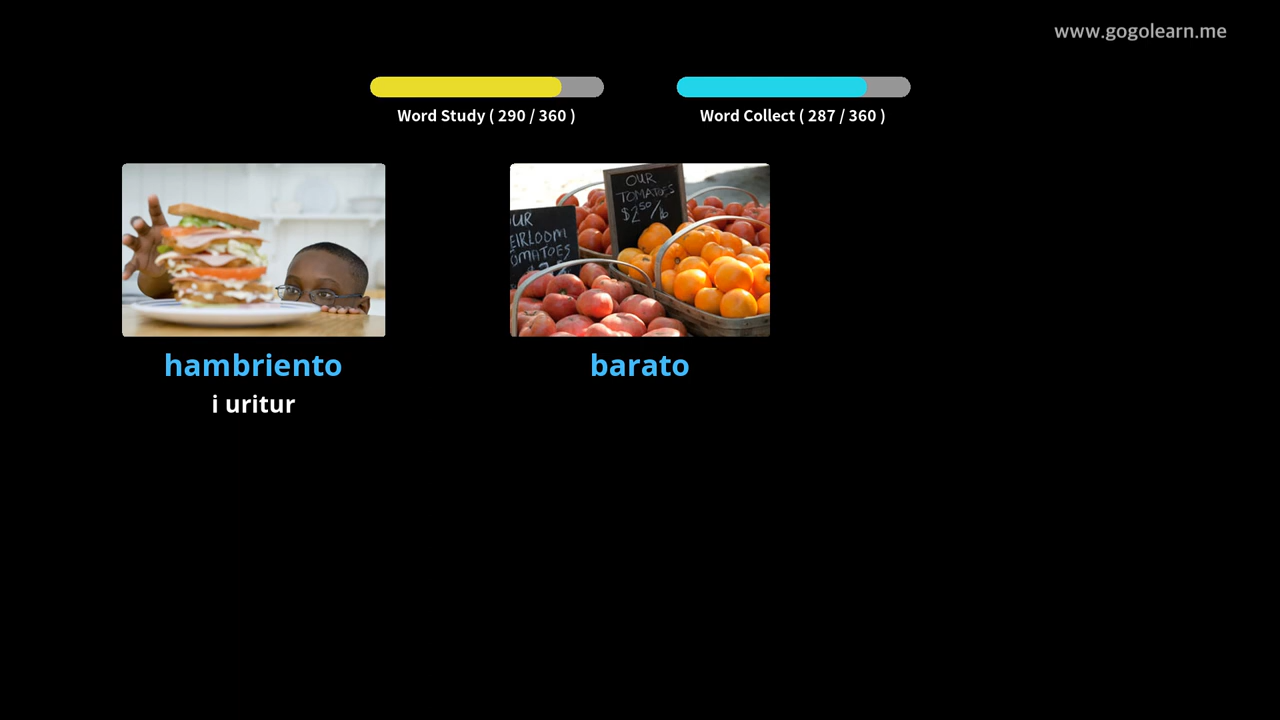 www.gogolearn.me
Word Study ( 290 / 360 )
Word Collect ( 287 / 360 )
OUR
TOMATOES
$2.50/lb
UR
EIRLOOM
OMATOES
hambriento
barato
i uritur